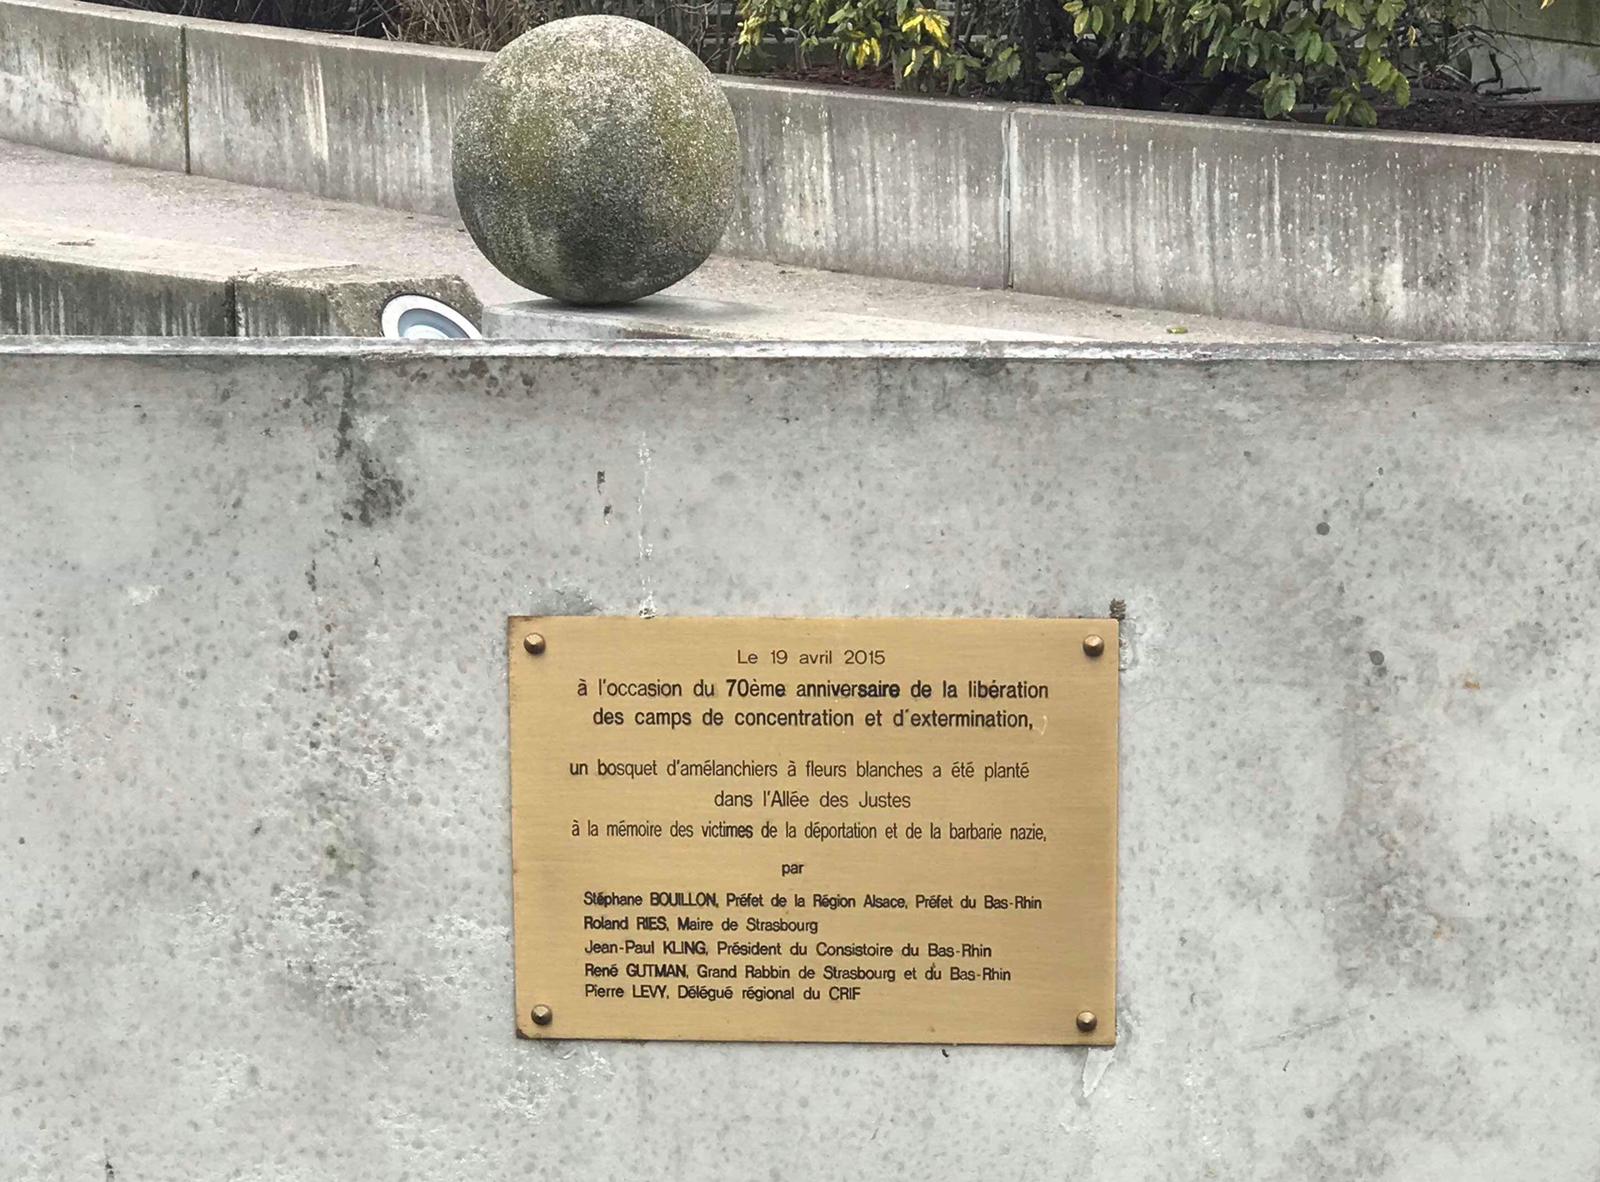 Le 19 avril 2015
à l'occasion du 70ème anniversaire de la libération
des camps de concentration et d'extermination,
un bosquet d'amélanchiers à fleurs blanches a été planté
dans l'Allée des Justes
à la mémoire des victimes de la déportation et de la barbarie nazie,
par
Stéphane BOUILLON, Préfet de la Région Alsace, Préfet du Bas-Rhin
Roland RIES, Maire de Strasbourg
Jean-Paul KLING, Président du Consistoire du Bas-Rhin
René GUTMAN, Grand Rabbin de Strasbourg et du Bas-Rhin
Pierre LEVY, Délégué régional du CRIF